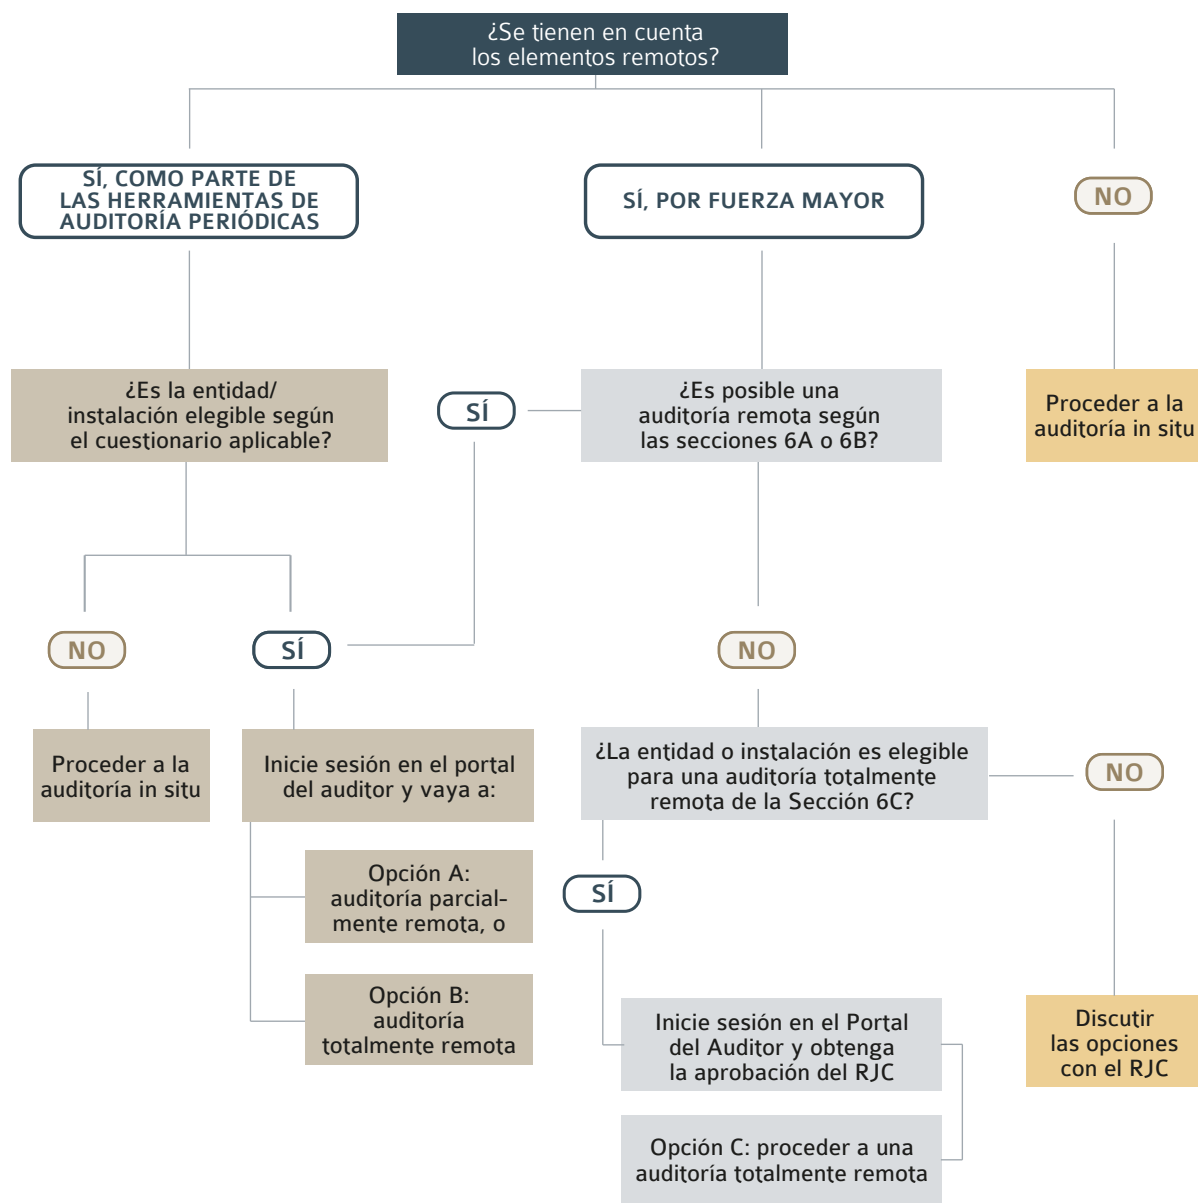 ¿Se tienen en cuenta
los elementos remotos?
SÍ, COMO PARTE DE
LAS HERRAMIENTAS DE
AUDITORÍA PERIÓDICAS
SÍ, POR FUERZA MAYOR
NO
¿Es la entidad/
instalación elegible según
el cuestionario aplicable?
SÍ
¿Es posible una
auditoría remota según
las secciones 6A o 6B?
Proceder a la
auditoría in situ
NO
SÍ
NO
Proceder a la
auditoría in situ
Inicie sesión en el portal
del auditor y vaya a:
¿La entidad o instalación es elegible
para una auditoría totalmente
remota de la Sección 6C?
NO
Opción A:
auditoría parcial-
mente remota, o
SÍ
Opción B:
auditoría
totalmente remota
Inicie sesión en el Portal
del Auditor y obtenga
la aprobación del RJC
Discutir
las opciones
con el RJC
Opción C: proceder a una
auditoría totalmente remota